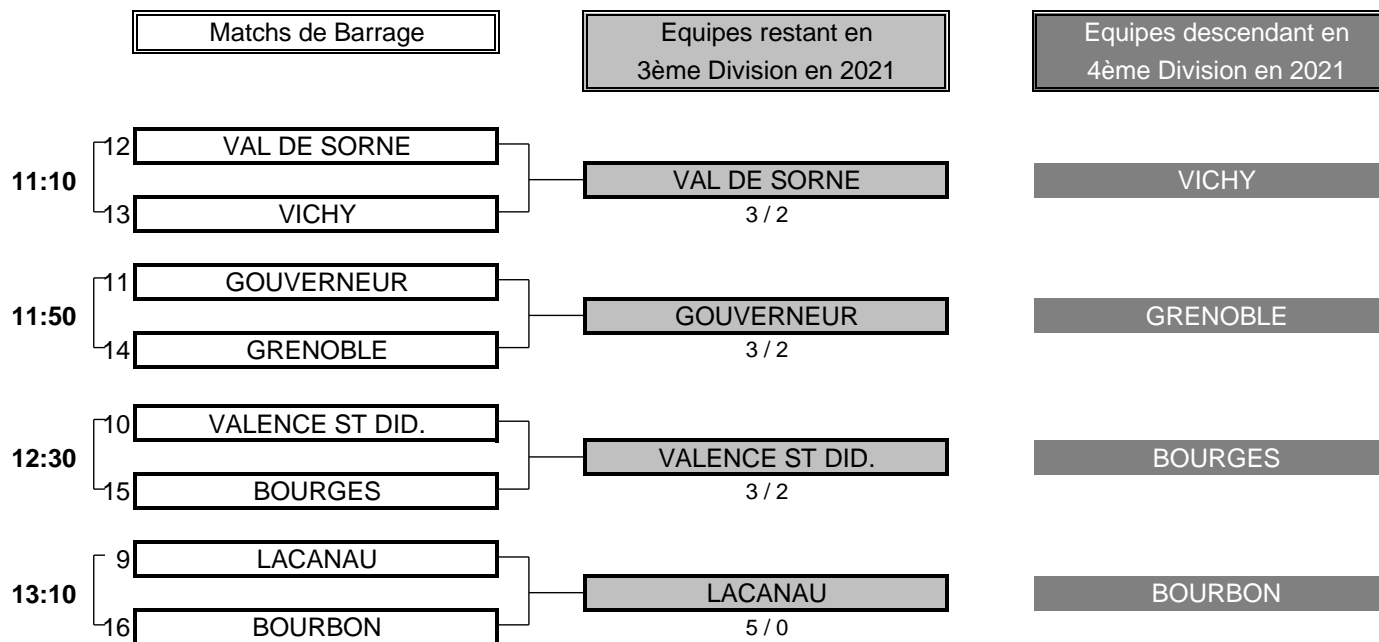 Matchs de Barrage
Equipes restant en
3ème Division en 2021
Equipes descendant en
4ème Division en 2021
12 VAL DE SORNE
11:10 VAL DE SORNE VICHY
13 VICHY 3 / 2
11 GOUVERNEUR
11:50 GOUVERNEUR GRENOBLE
14 GRENOBLE 3 / 2
10 VALENCE ST DID.
12:30 VALENCE ST DID. BOURGES
15 BOURGES 3 / 2
9 LACANAU
13:10 LACANAU BOURBON
16 BOURBON 5 / 0